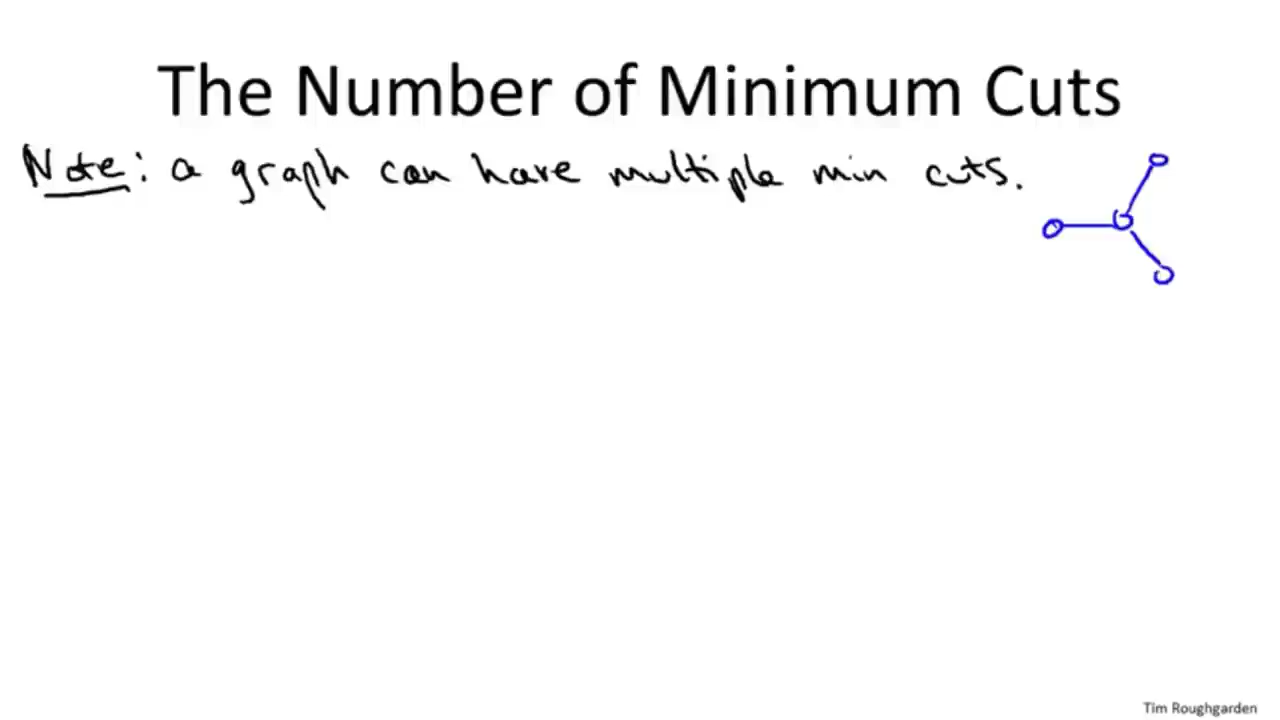 The Number of Minimum Cuts
Note: a graph can have multiple min cuts.
Tim Roughgarden